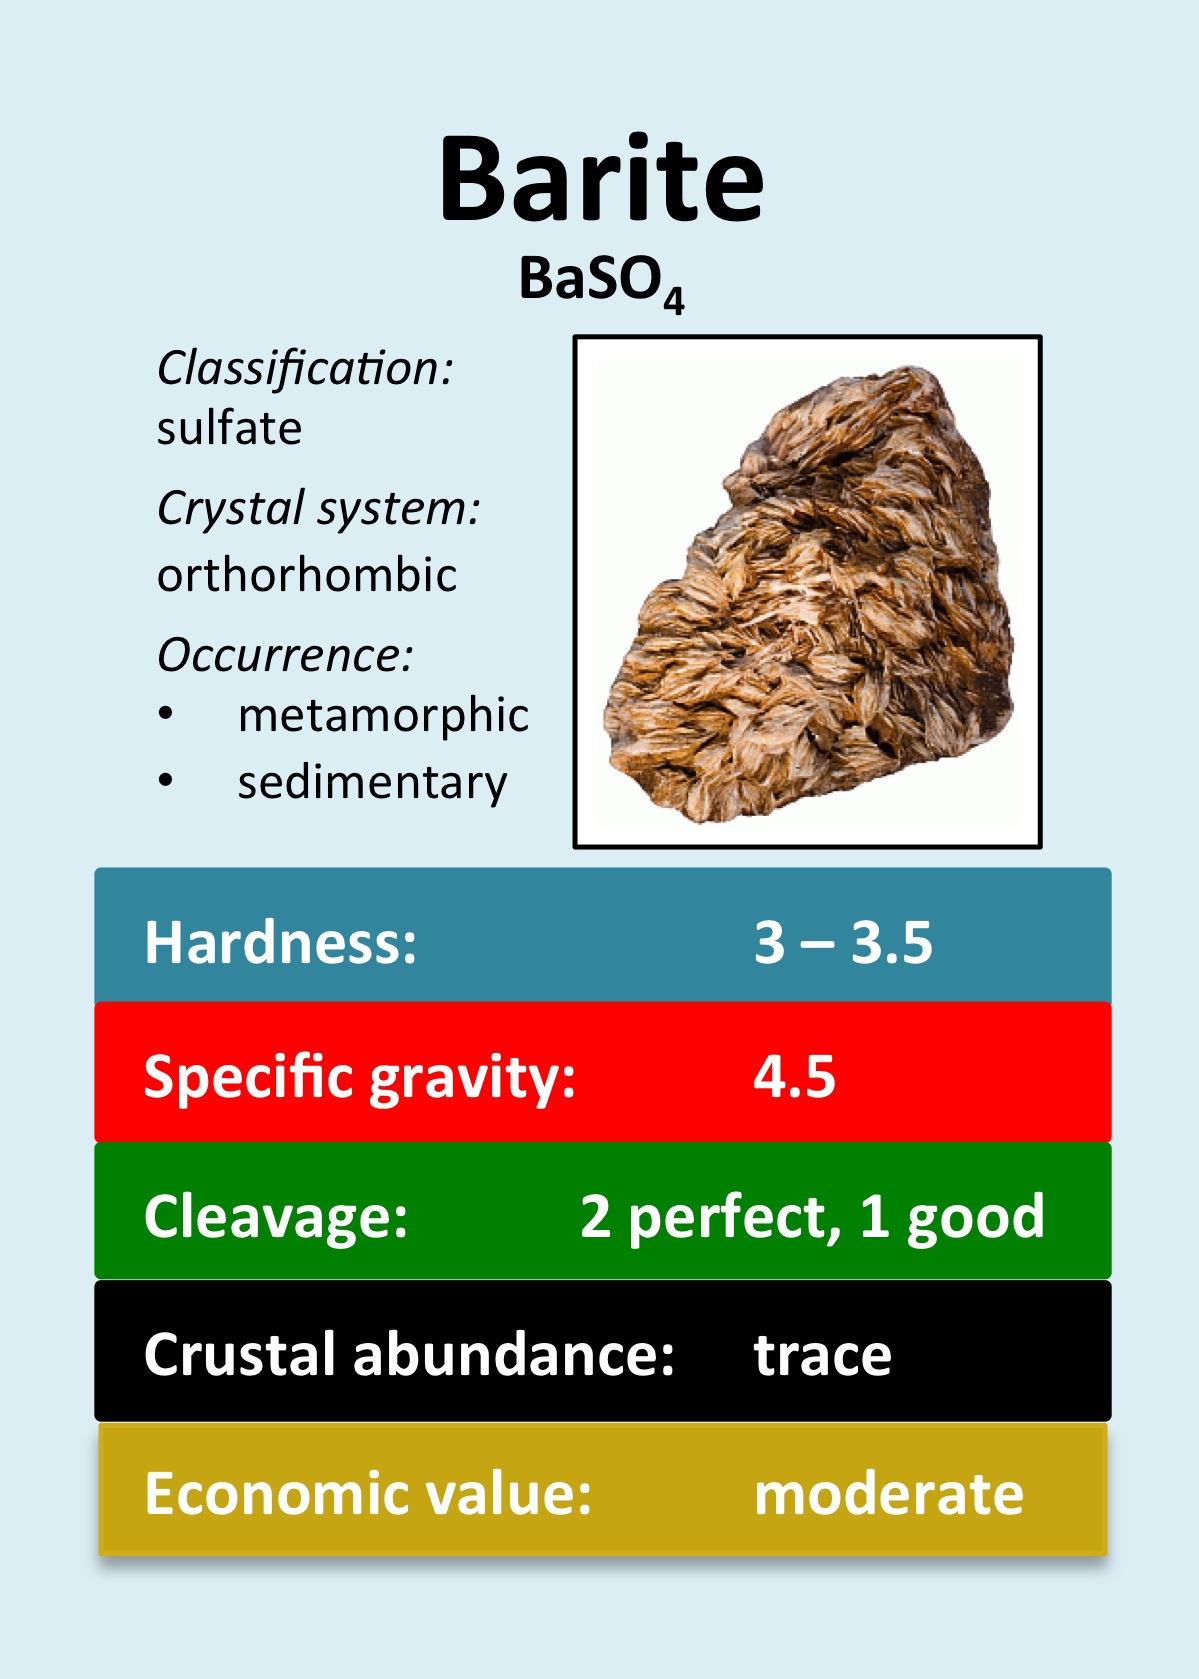 Barite
BaSO₄
Classification:
sulfate
Crystal system:
orthorhombic
Occurrence:
• metamorphic
• sedimentary
Hardness: 3 – 3.5
Specific gravity: 4.5
Cleavage: 2 perfect, 1 good
Crustal abundance: trace
Economic value: moderate